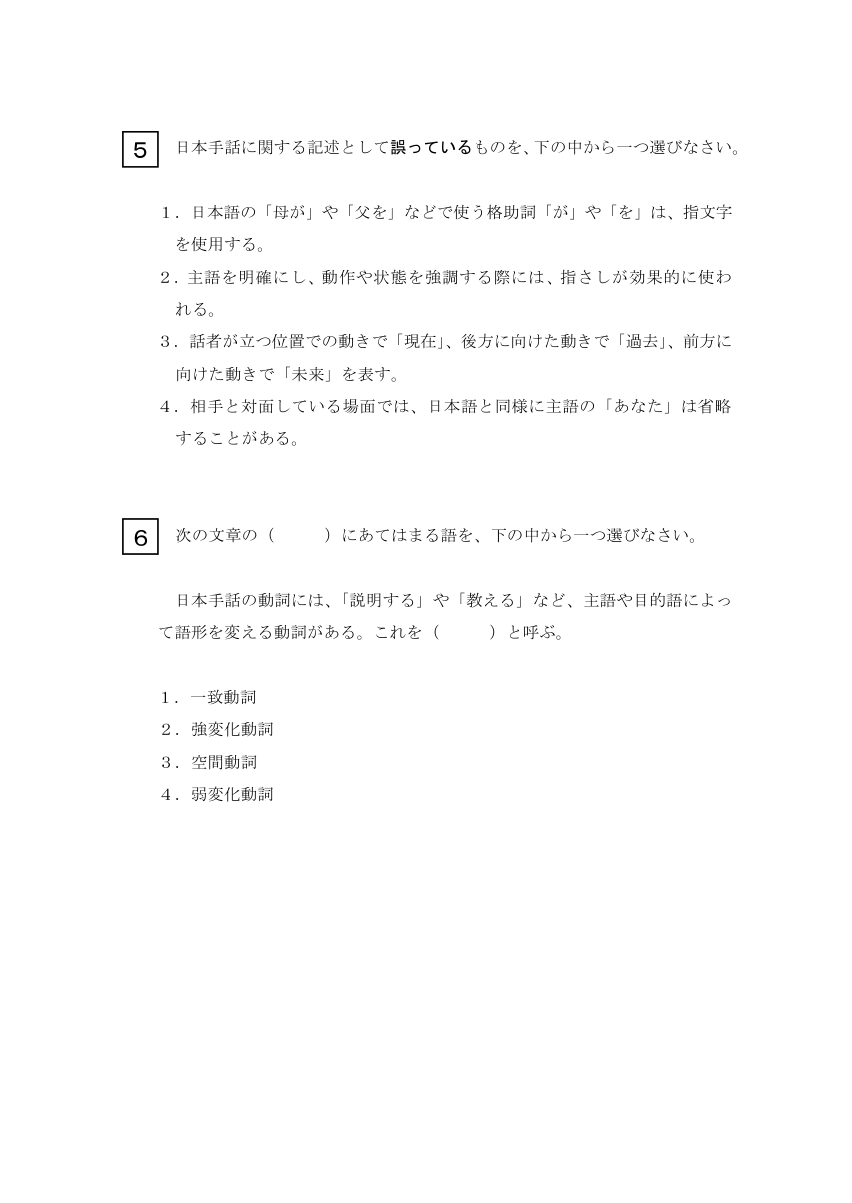 ５　日本手話に関する記述として誤っているものを、下の中から一つ選びなさい。
１．日本語の「母が」や「父を」などで使う格助詞「が」や「を」は、指文字
を使用する。
２．主語を明確にし、動作や状態を強調する際には、指さしが効果的に使わ
れる。
３．話者が立つ位置での動きで「現在」、後方に向けた動きで「過去」、前方に
向けた動きで「未来」を表す。
４．相手と対面している場面では、日本語と同様に主語の「あなた」は省略
することがある。
６　次の文章の（　　　）にあてはまる語を、下の中から一つ選びなさい。
日本手話の動詞には、「説明する」や「教える」など、主語や目的語によっ
て語形を変える動詞がある。これを（　　　）と呼ぶ。
１．一致動詞
２．強変化動詞
３．空間動詞
４．弱変化動詞